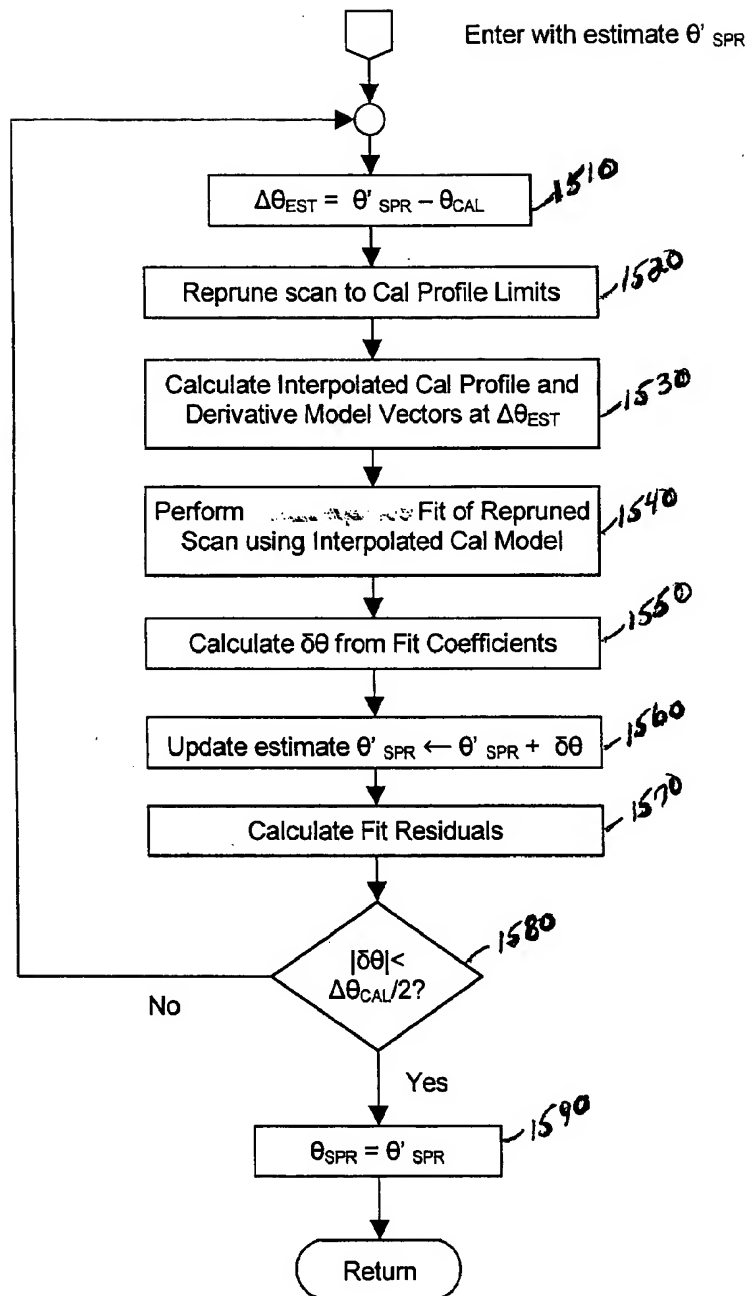 Enter with estimate θ' SPR
ΔθEST = θ' SPR – θCAL
1510
Reprune scan to Cal Profile Limits
1520
Calculate Interpolated Cal Profile and
Derivative Model Vectors at ΔθEST
1530
Perform Fit of Repruned
Scan using Interpolated Cal Model
1540
Calculate δθ from Fit Coefficients
1550
Update estimate θ' SPR ← θ' SPR + δθ
1560
Calculate Fit Residuals
1570
|δθ|<
ΔθCAL/2?
1580
No
Yes
θSPR = θ' SPR
1590
Return